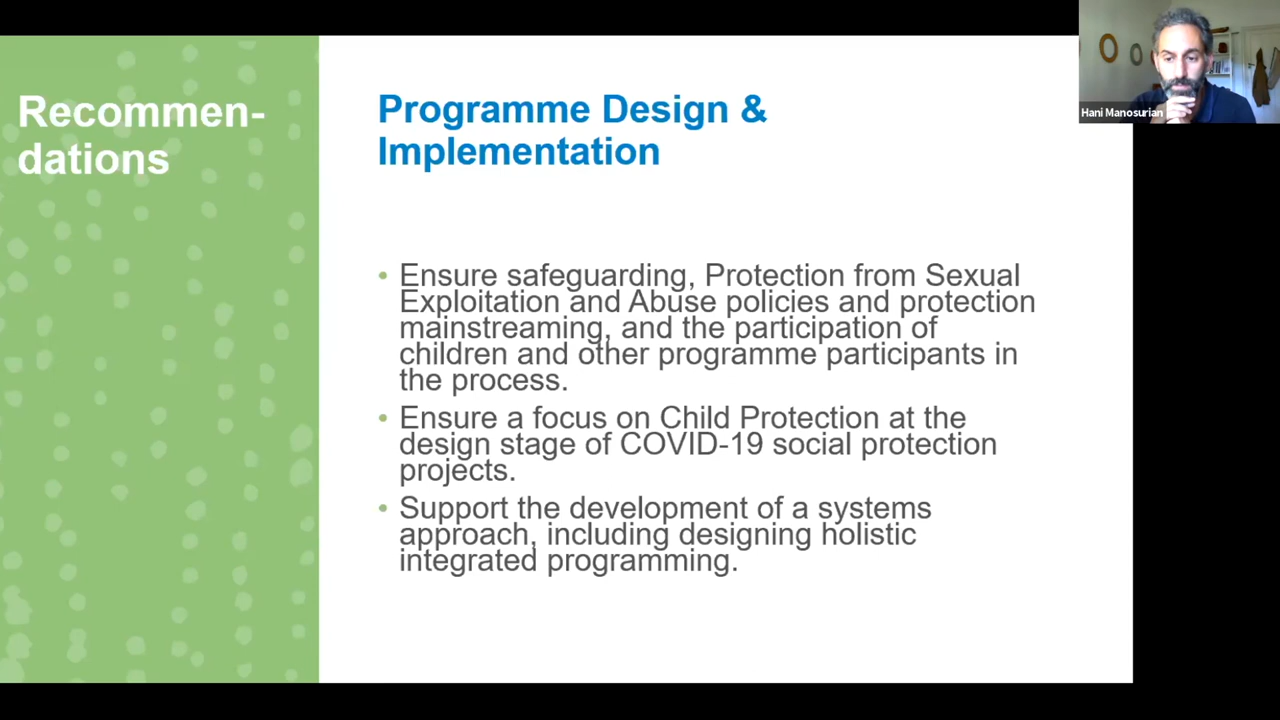 Recommen-
dations
Programme Design &
Implementation
• Ensure safeguarding, Protection from Sexual
Exploitation and Abuse policies and protection
mainstreaming, and the participation of
children and other programme participants in
the process.
• Ensure a focus on Child Protection at the
design stage of COVID-19 social protection
projects.
• Support the development of a systems
approach, including designing holistic
integrated programming.
Hani Manosurian